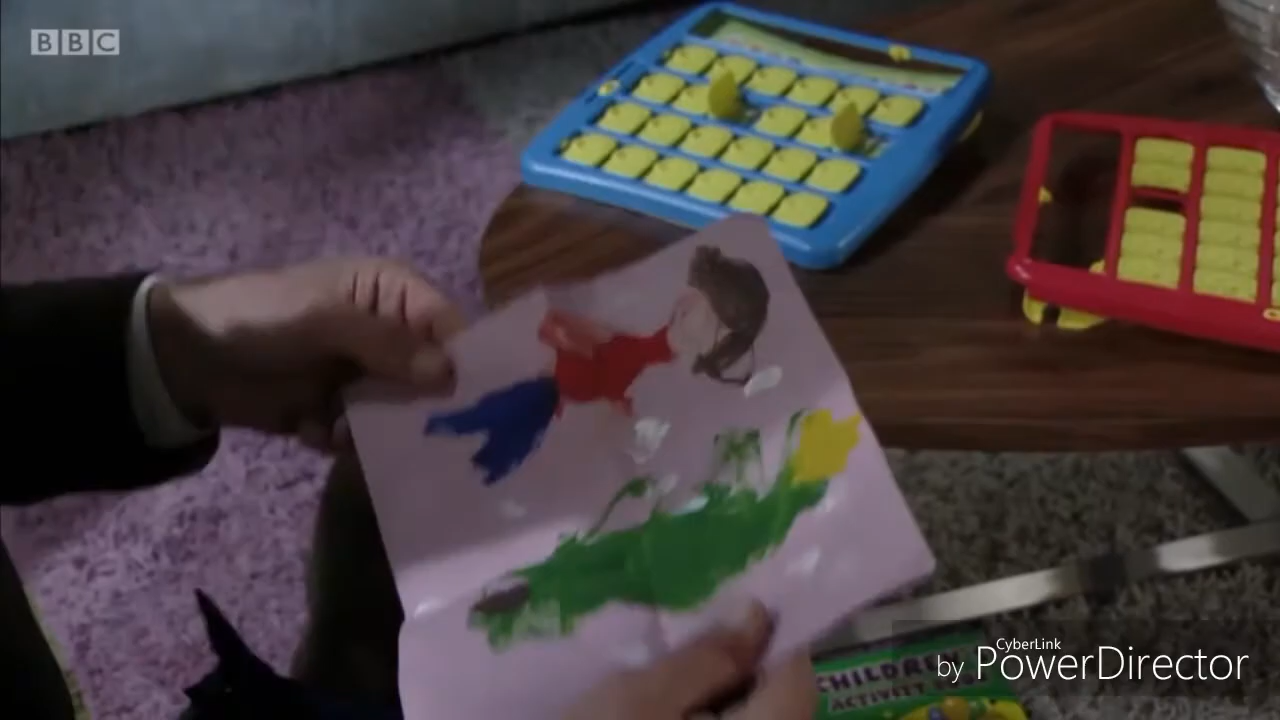 BBC
CyberLink
by PowerDirector
CHILDR
ACTIVITY